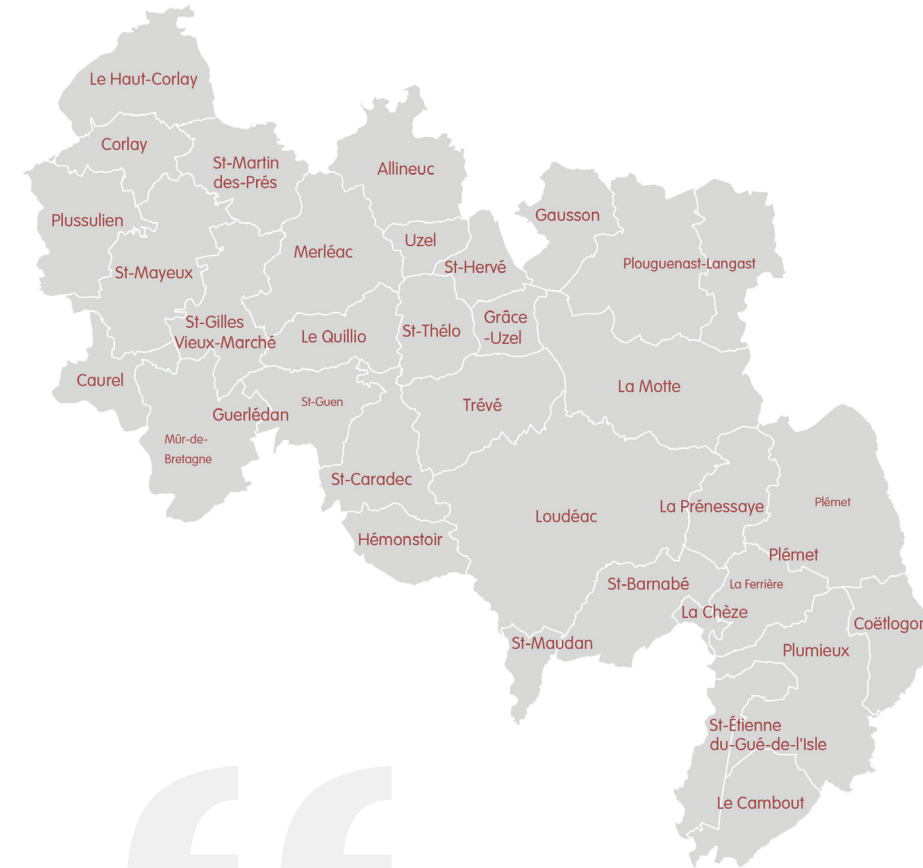 Le Haut-Corlay
Corlay
St-Martin
des-Prés
Allineuc
Plussulien
Gausson
Uzel
Merléac
St-Hervé
Plouguenast-Langast
St-Mayeux
St-Gilles
Vieux-Marché
Le Quillio
St-Thélo
Grâce
-Uzel
Caurel
La Motte
St-Guen
Trévé
Guerlédan
Mûr-de-
Bretagne
St-Caradec
Loudéac
La Prénessaye
Plémet
Hémonstoir
Plémet
St-Barnabé
La Ferrière
La Chèze
Coëtlogon
St-Maudan
Plumieux
St-Étienne
du-Gué-de-l'Isle
Le Cambout